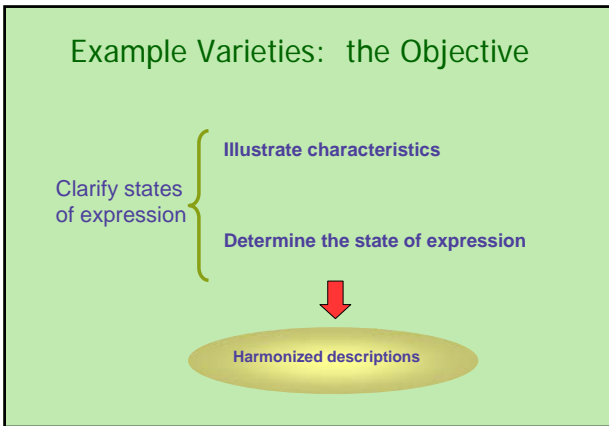 Example Varieties: the Objective
Illustrate characteristics
Clarify states
of expression
Determine the state of expression
Harmonized descriptions